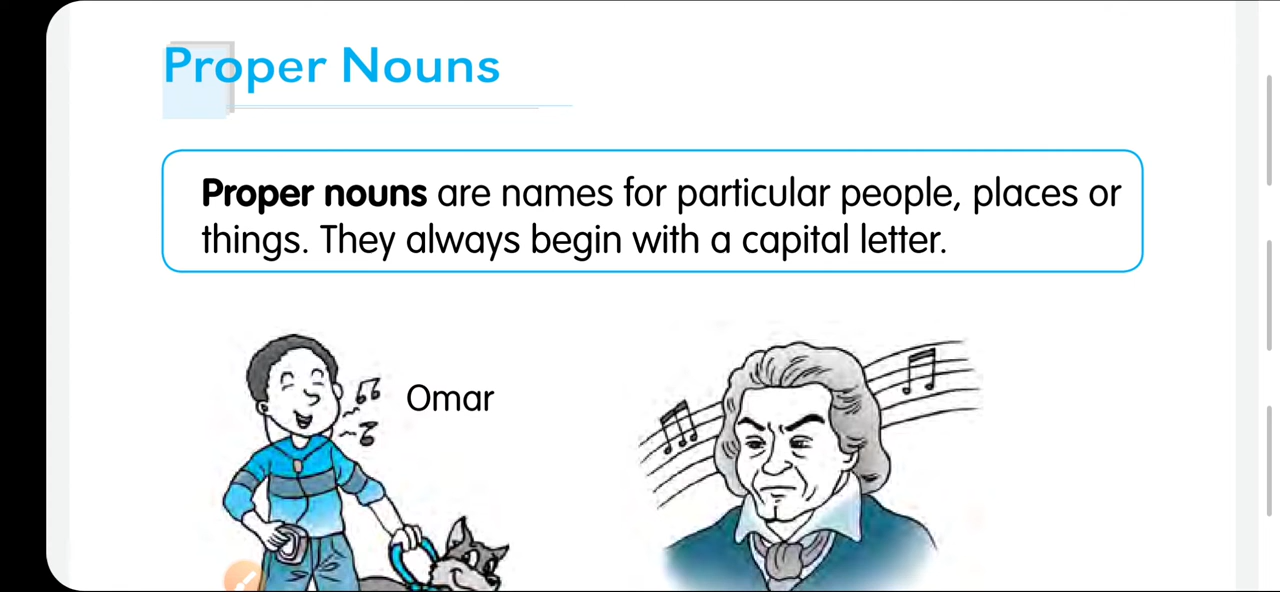 Proper Nouns
Proper nouns are names for particular people, places or
things. They always begin with a capital letter.
Omar